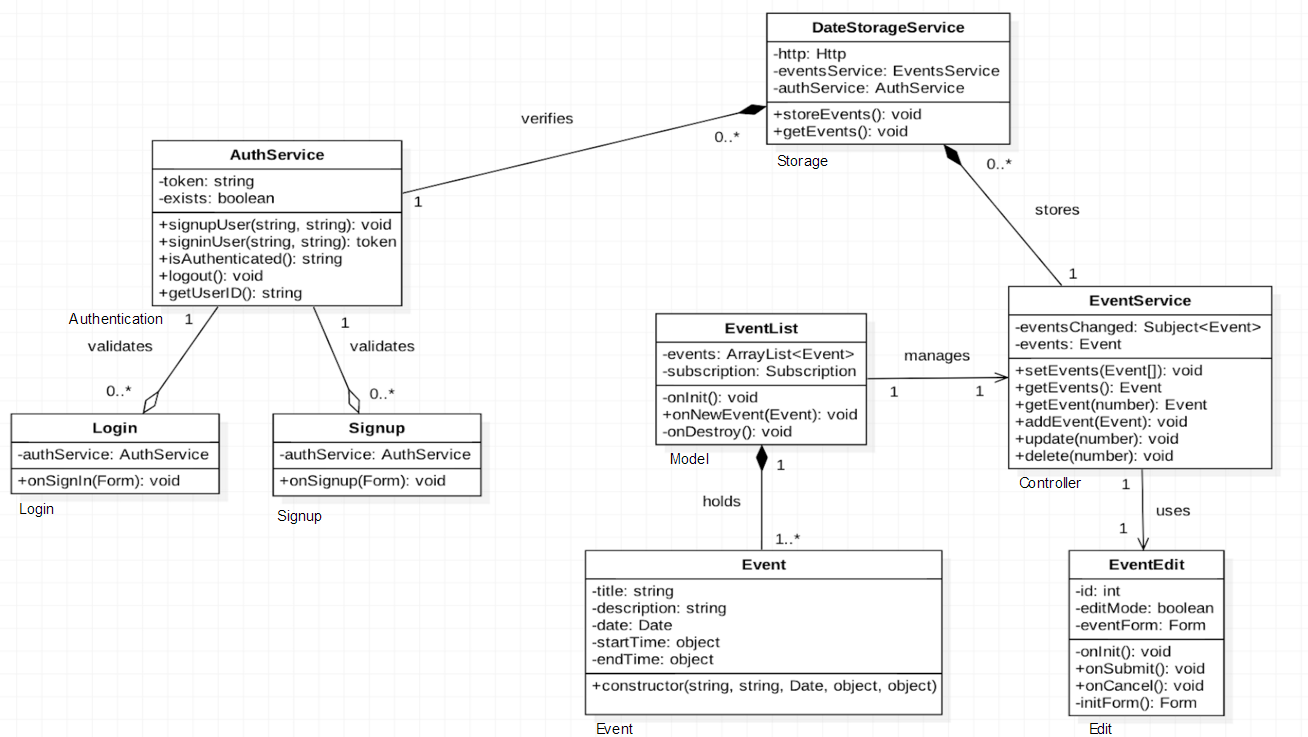 DateStorageService
-http: Http
-eventsService: EventsService
-authService: AuthService
+storeEvents(): void
+getEvents(): void
Storage
verifies
0..*
1
0..*
stores
1
AuthService
-token: string
-exists: boolean
+signupUser(string, string): void
+signinUser(string, string): token
+isAuthenticated(): string
+logout(): void
+getUserID(): string
Authentication
1
validates
0..*
1
validates
0..*
Login
-authService: AuthService
+onSignIn(Form): void
Login
Signup
-authService: AuthService
+onSignup(Form): void
Signup
EventList
-events: ArrayList<Event>
-subscription: Subscription
-onInit(): void
+onNewEvent(Event): void
-onDestroy(): void
Model
manages
1
1
EventService
-eventsChanged: Subject<Event>
-events: Event
+setEvents(Event[]): void
+getEvents(): Event
+getEvent(number): Event
+addEvent(Event): void
+update(number): void
+delete(number): void
Controller
1
holds
1..*
1
uses
1
Event
-title: string
-description: string
-date: Date
-startTime: object
-endTime: object
+constructor(string, string, Date, object, object)
Event
EventEdit
-id: int
-editMode: boolean
-eventForm: Form
-onInit(): void
+onSubmit(): void
+onCancel(): void
-initForm(): Form
Edit